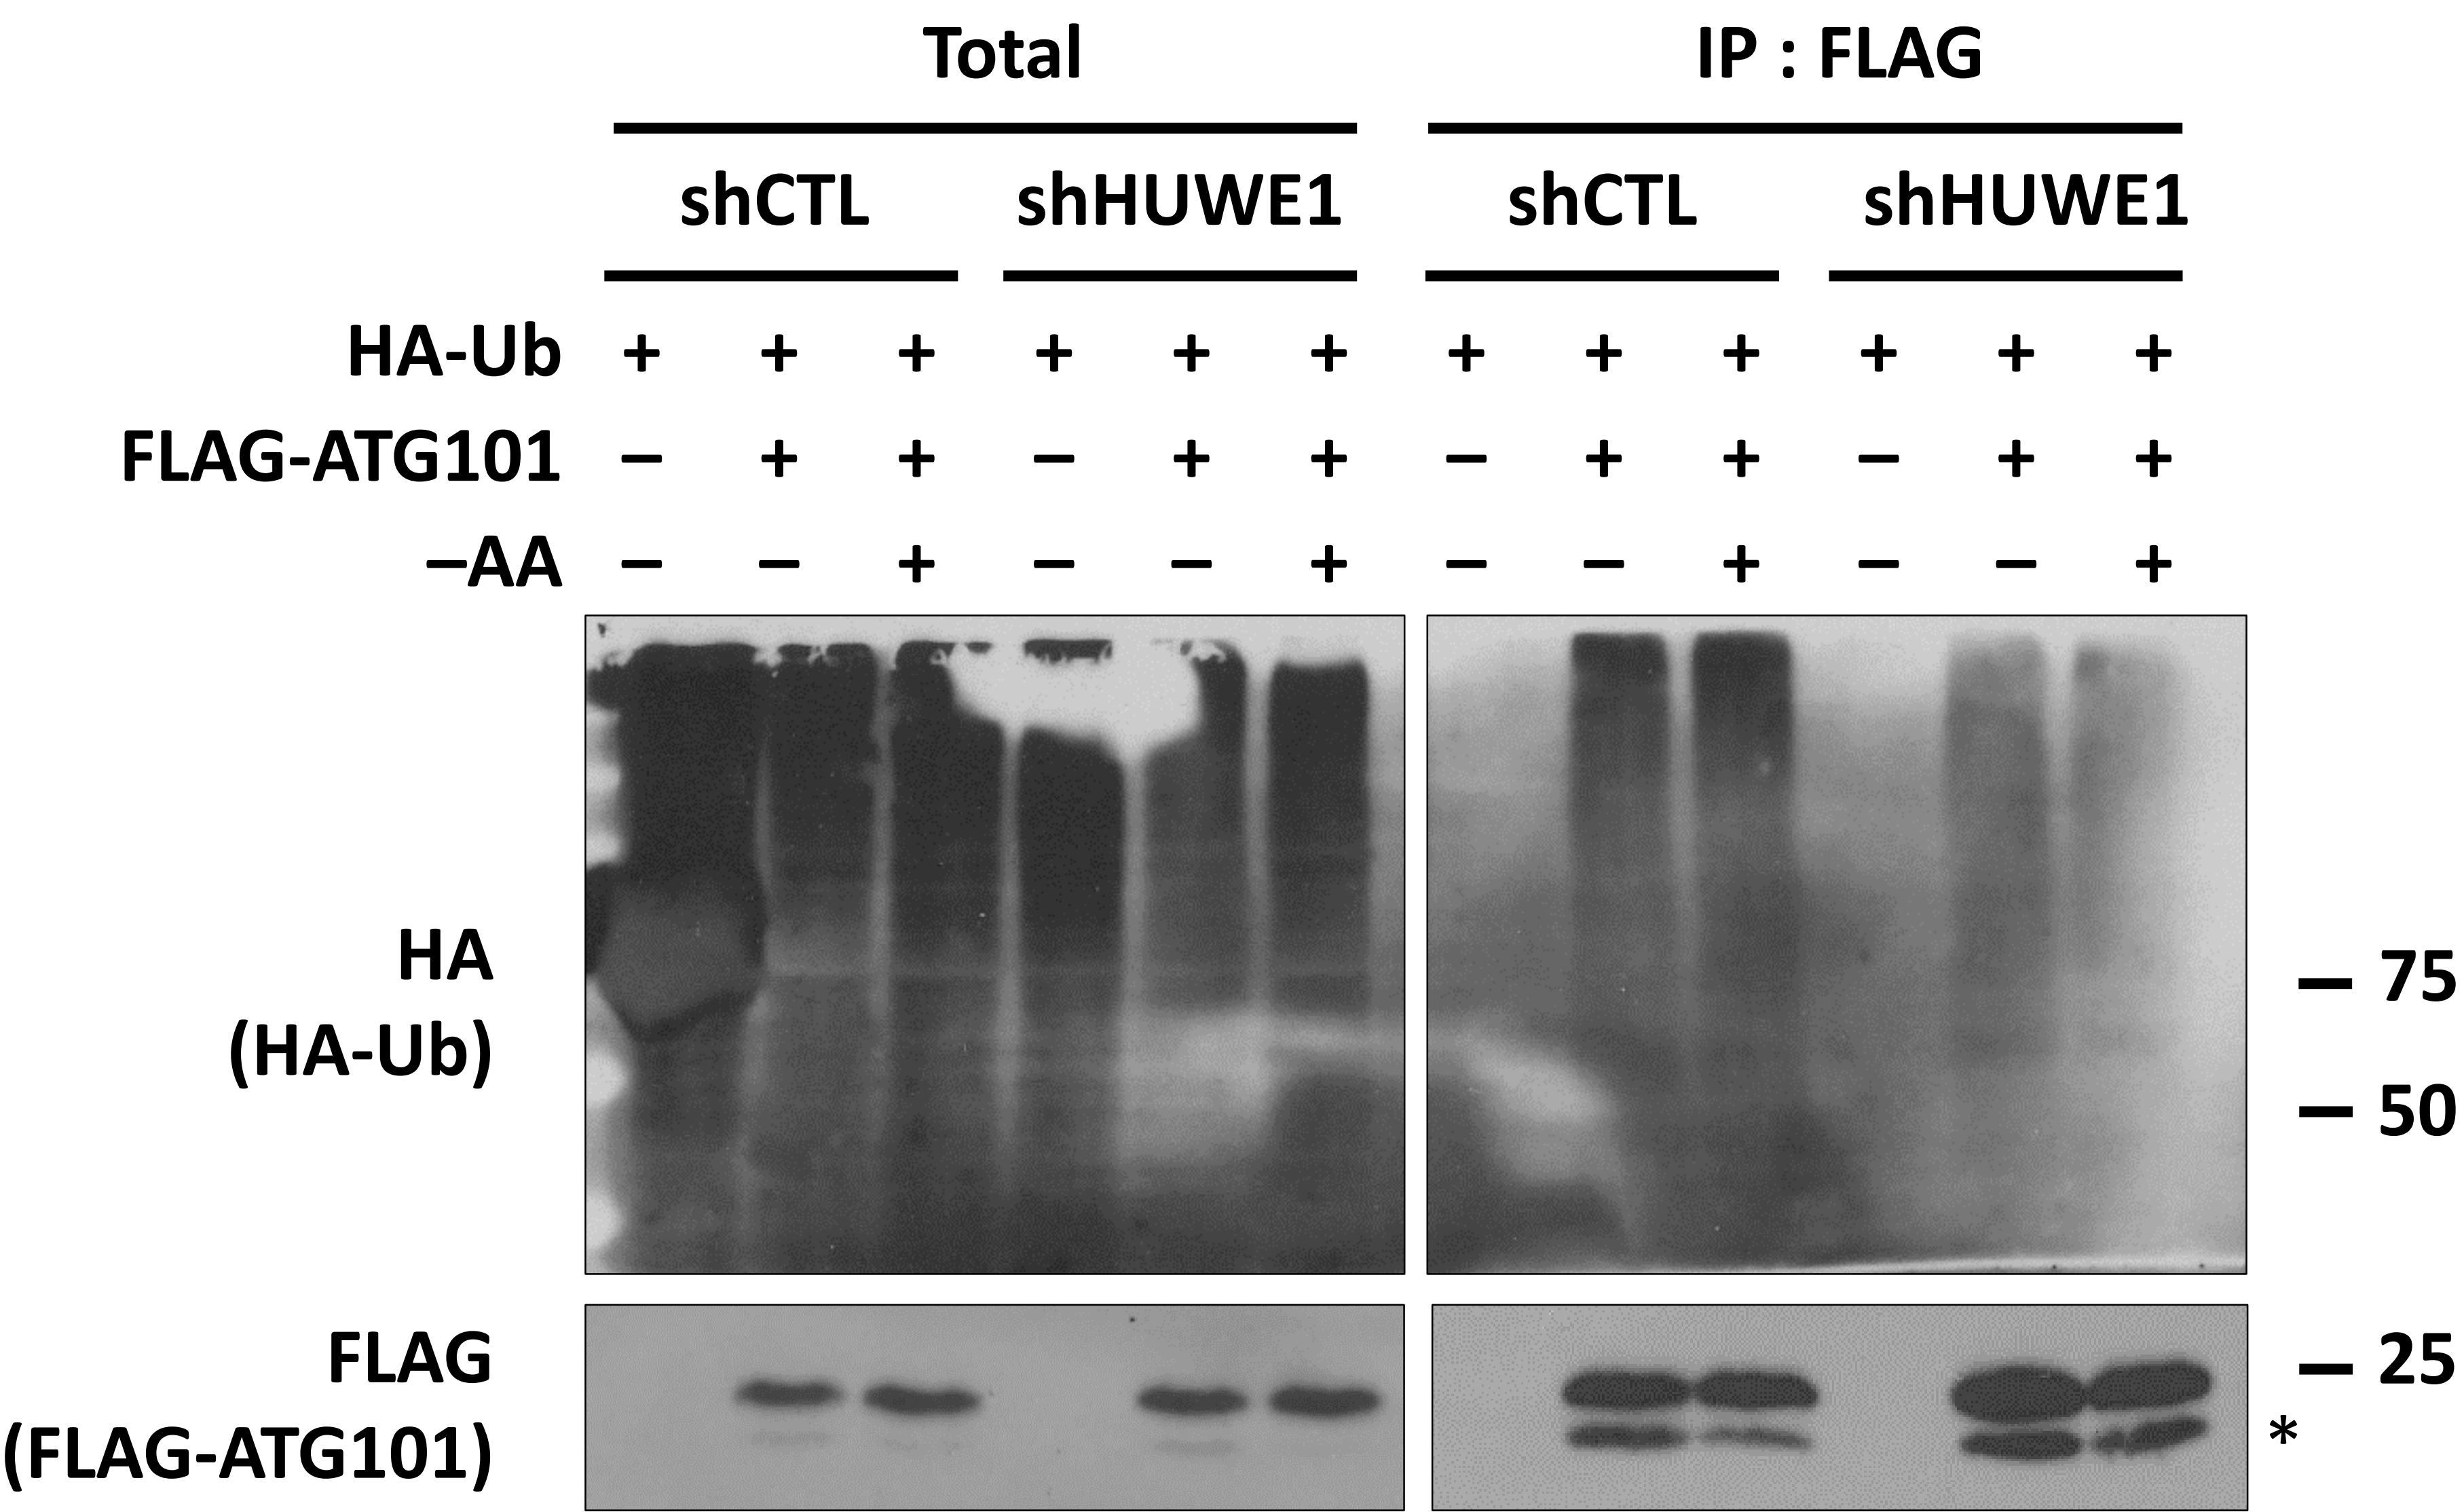 Total IP : FLAG
shCTL shHUWE1 shCTL shHUWE1
HA-Ub + + + + + + + + + + + +
FLAG-ATG101 – + + – + + – + + – + +
–AA – – + – – + – – + – – +
HA
(HA-Ub)
– 75
– 50
FLAG
(FLAG-ATG101)
– 25
*